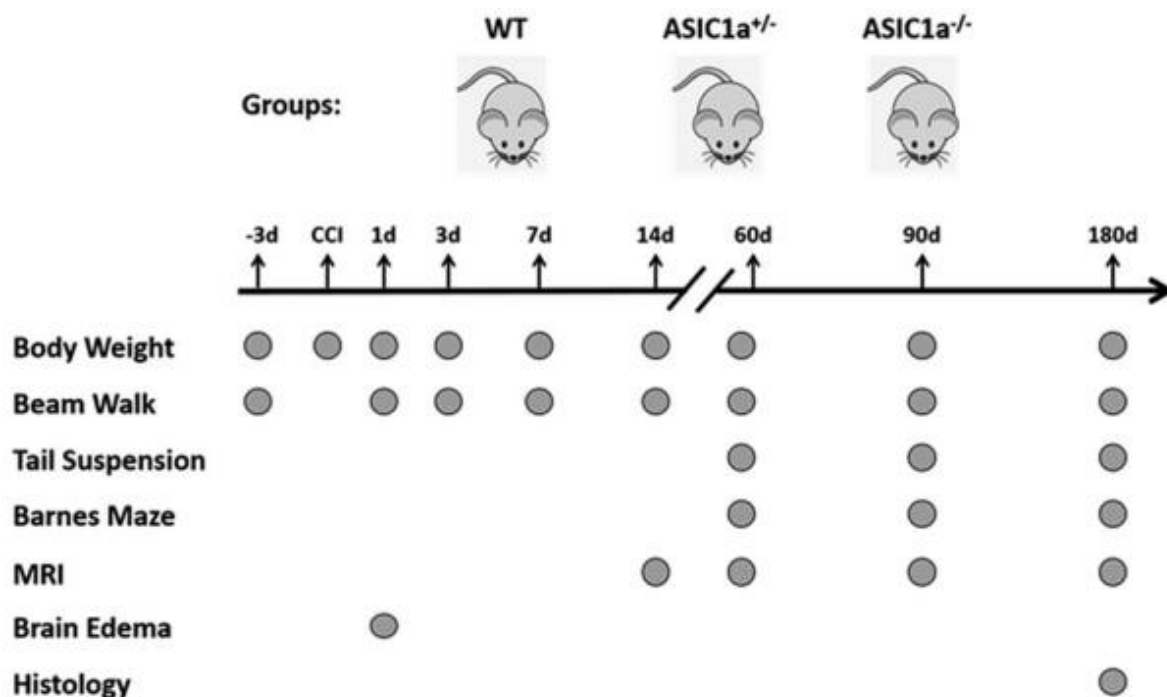 WT ASIC1a+/- ASIC1a-/-
Groups:
-3d CCI 1d 3d 7d 14d 60d 90d 180d
Body Weight
Beam Walk
Tail Suspension
Barnes Maze
MRI
Brain Edema
Histology